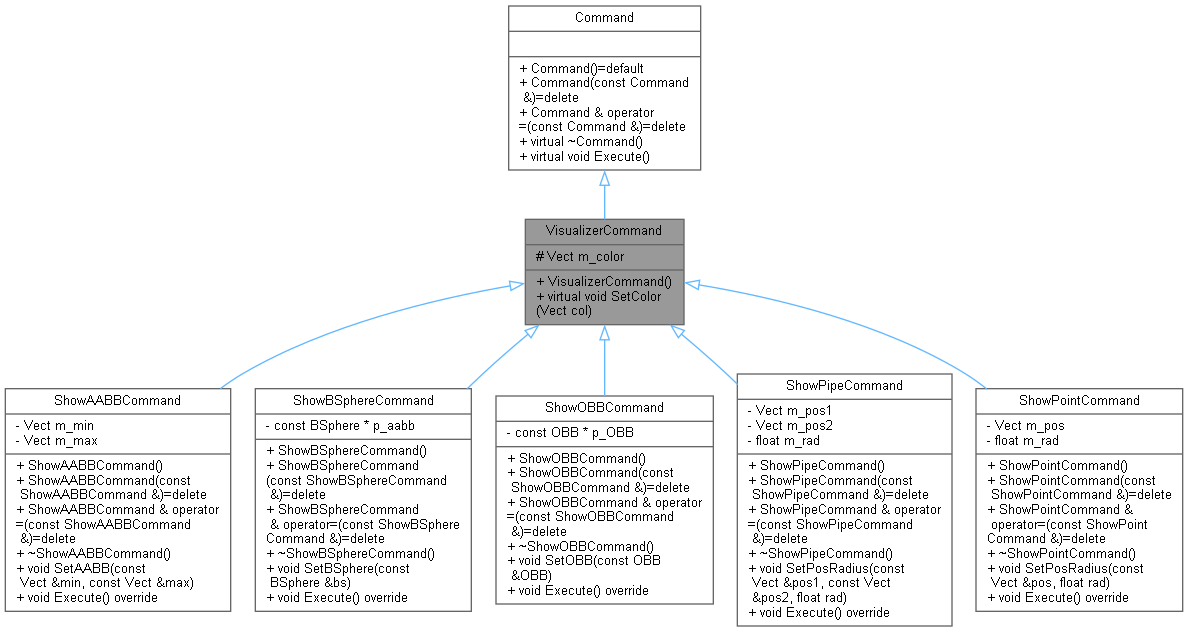 Command
+ Command()=default
+ Command(const Command
&)=delete
+ Command & operator
=(const Command &)=delete
+ virtual ~Command()
+ virtual void Execute()
VisualizerCommand
# Vect m_color
+ VisualizerCommand()
+ virtual void SetColor
(Vect col)
ShowAABBCommand
- Vect m_min
- Vect m_max
+ ShowAABBCommand()
+ ShowAABBCommand(const
ShowAABBCommand &)=delete
+ ShowAABBCommand & operator
=(const ShowAABBCommand
&)=delete
+ ~ShowAABBCommand()
+ void SetAABB(const
Vect &min, const Vect &max)
+ void Execute() override
ShowBSphereCommand
- const BSphere * p_aabb
+ ShowBSphereCommand()
+ ShowBSphereCommand
(const ShowBSphereCommand
&)=delete
+ ShowBSphereCommand
& operator=(const ShowBSphere
Command &)=delete
+ ~ShowBSphereCommand()
+ void SetBSphere(const
BSphere &bs)
+ void Execute() override
ShowOBBCommand
- const OBB * p_OBB
+ ShowOBBCommand()
+ ShowOBBCommand(const
ShowOBBCommand &)=delete
+ ShowOBBCommand & operator
=(const ShowOBBCommand
&)=delete
+ ~ShowOBBCommand()
+ void SetOBB(const OBB
&OBB)
+ void Execute() override
ShowPipeCommand
- Vect m_pos1
- Vect m_pos2
- float m_rad
+ ShowPipeCommand()
+ ShowPipeCommand(const
ShowPipeCommand &)=delete
+ ShowPipeCommand & operator
=(const ShowPipeCommand
&)=delete
+ ~ShowPipeCommand()
+ void SetPosRadius(const
Vect &pos1, const Vect
&pos2, float rad)
+ void Execute() override
ShowPointCommand
- Vect m_pos
- float m_rad
+ ShowPointCommand()
+ ShowPointCommand(const
ShowPointCommand &)=delete
+ ShowPointCommand &
operator=(const ShowPoint
Command &)=delete
+ ~ShowPointCommand()
+ void SetPosRadius(const
Vect &pos, float rad)
+ void Execute() override